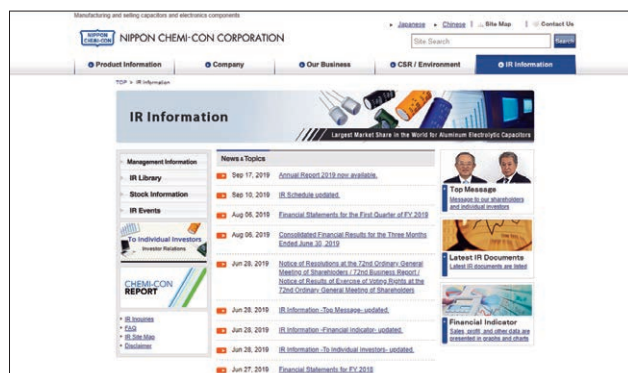 Manufacturing and selling capacitors and electronics components
Japanese
Chinese
Site Map
Contact Us
NIPPON CHEMI-CON
NIPPON CHEMI-CON CORPORATION
Site Search
Search
Product Information
Company
Our Business
CSR / Environment
IR Information
TOP > IR Information
IR Information
Largest Market Share in the World for Aluminum Electrolytic Capacitors
Management Information
IR Library
Stock Information
IR Events
To Individual Investors
Investor Relations
CHEMI-CON
REPORT
IR Inquiries
FAQ
IR Site Map
Disclaimer
News & Topics
Sep 17, 2019 Annual Report 2019 now available.
Sep 10, 2019 IR Schedule updated.
Aug 06, 2019 Financial Statements for the First Quarter of FY 2019
Aug 06, 2019 Consolidated Financial Results for the Three Months
Ended June 30, 2019
Jun 28, 2019 Notice of Resolutions at the 72nd Ordinary General
Meeting of Shareholders / 72nd Business Report /
Notice of Results of Exercise of Voting Rights at the
72nd Ordinary General Meeting of Shareholders
Jun 28, 2019 IR Information -Top Message- updated.
Jun 28, 2019 IR Information -Financial Indicator- updated.
Jun 28, 2019 IR Information -To Individual Investors- updated.
Jun 27, 2019 Financial Statements for FY 2018
Top Message
Message to our shareholders
and individual investors
Latest IR Documents
Latest IR documents are listed
Financial Indicator
Sales, profit, and other data are
presented in graphs and charts